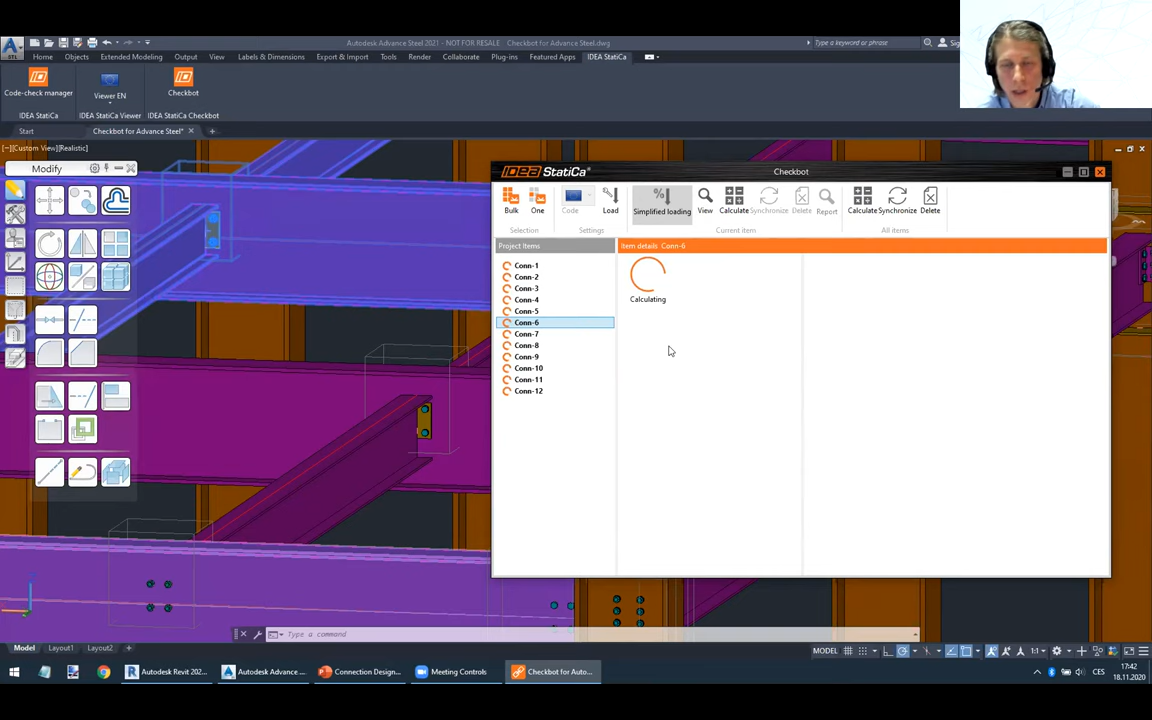 Autodesk Advance Steel 2021 - NOT FOR RESALE Checkbot for Advance Steel.dwg
Type a keyword or phrase
Home Objects Extended Modeling Output View Labels & Dimensions Export & Import Tools Render Collaborate Plug-ins Featured Apps IDEA StatiCa
STL
Code-check manager
Viewer EN
Checkbot
IDEA StatiCa
IDEA StatiCa Viewer
IDEA StatiCa Checkbot
Start
Checkbot for Advance Steel*
[−][Custom View][Realistic]
Modify
IDEA StatiCa®
Checkbot
Bulk
One
Code
Load
Simplified loading
View
Calculate
Synchronize
Delete
Report
Calculate
Synchronize
Delete
Selection
Settings
Current item
All items
Project Items
Item details Conn-6
Conn-1
Conn-2
Conn-3
Conn-4
Conn-5
Conn-6
Conn-7
Conn-8
Conn-9
Conn-10
Conn-11
Conn-12
Calculating
Type a command
Model
Layout1
Layout2
MODEL
1:1
Autodesk Revit 202...
Autodesk Advance...
Connection Design...
Meeting Controls
Checkbot for Auto...
CES
17:42
18.11.2020